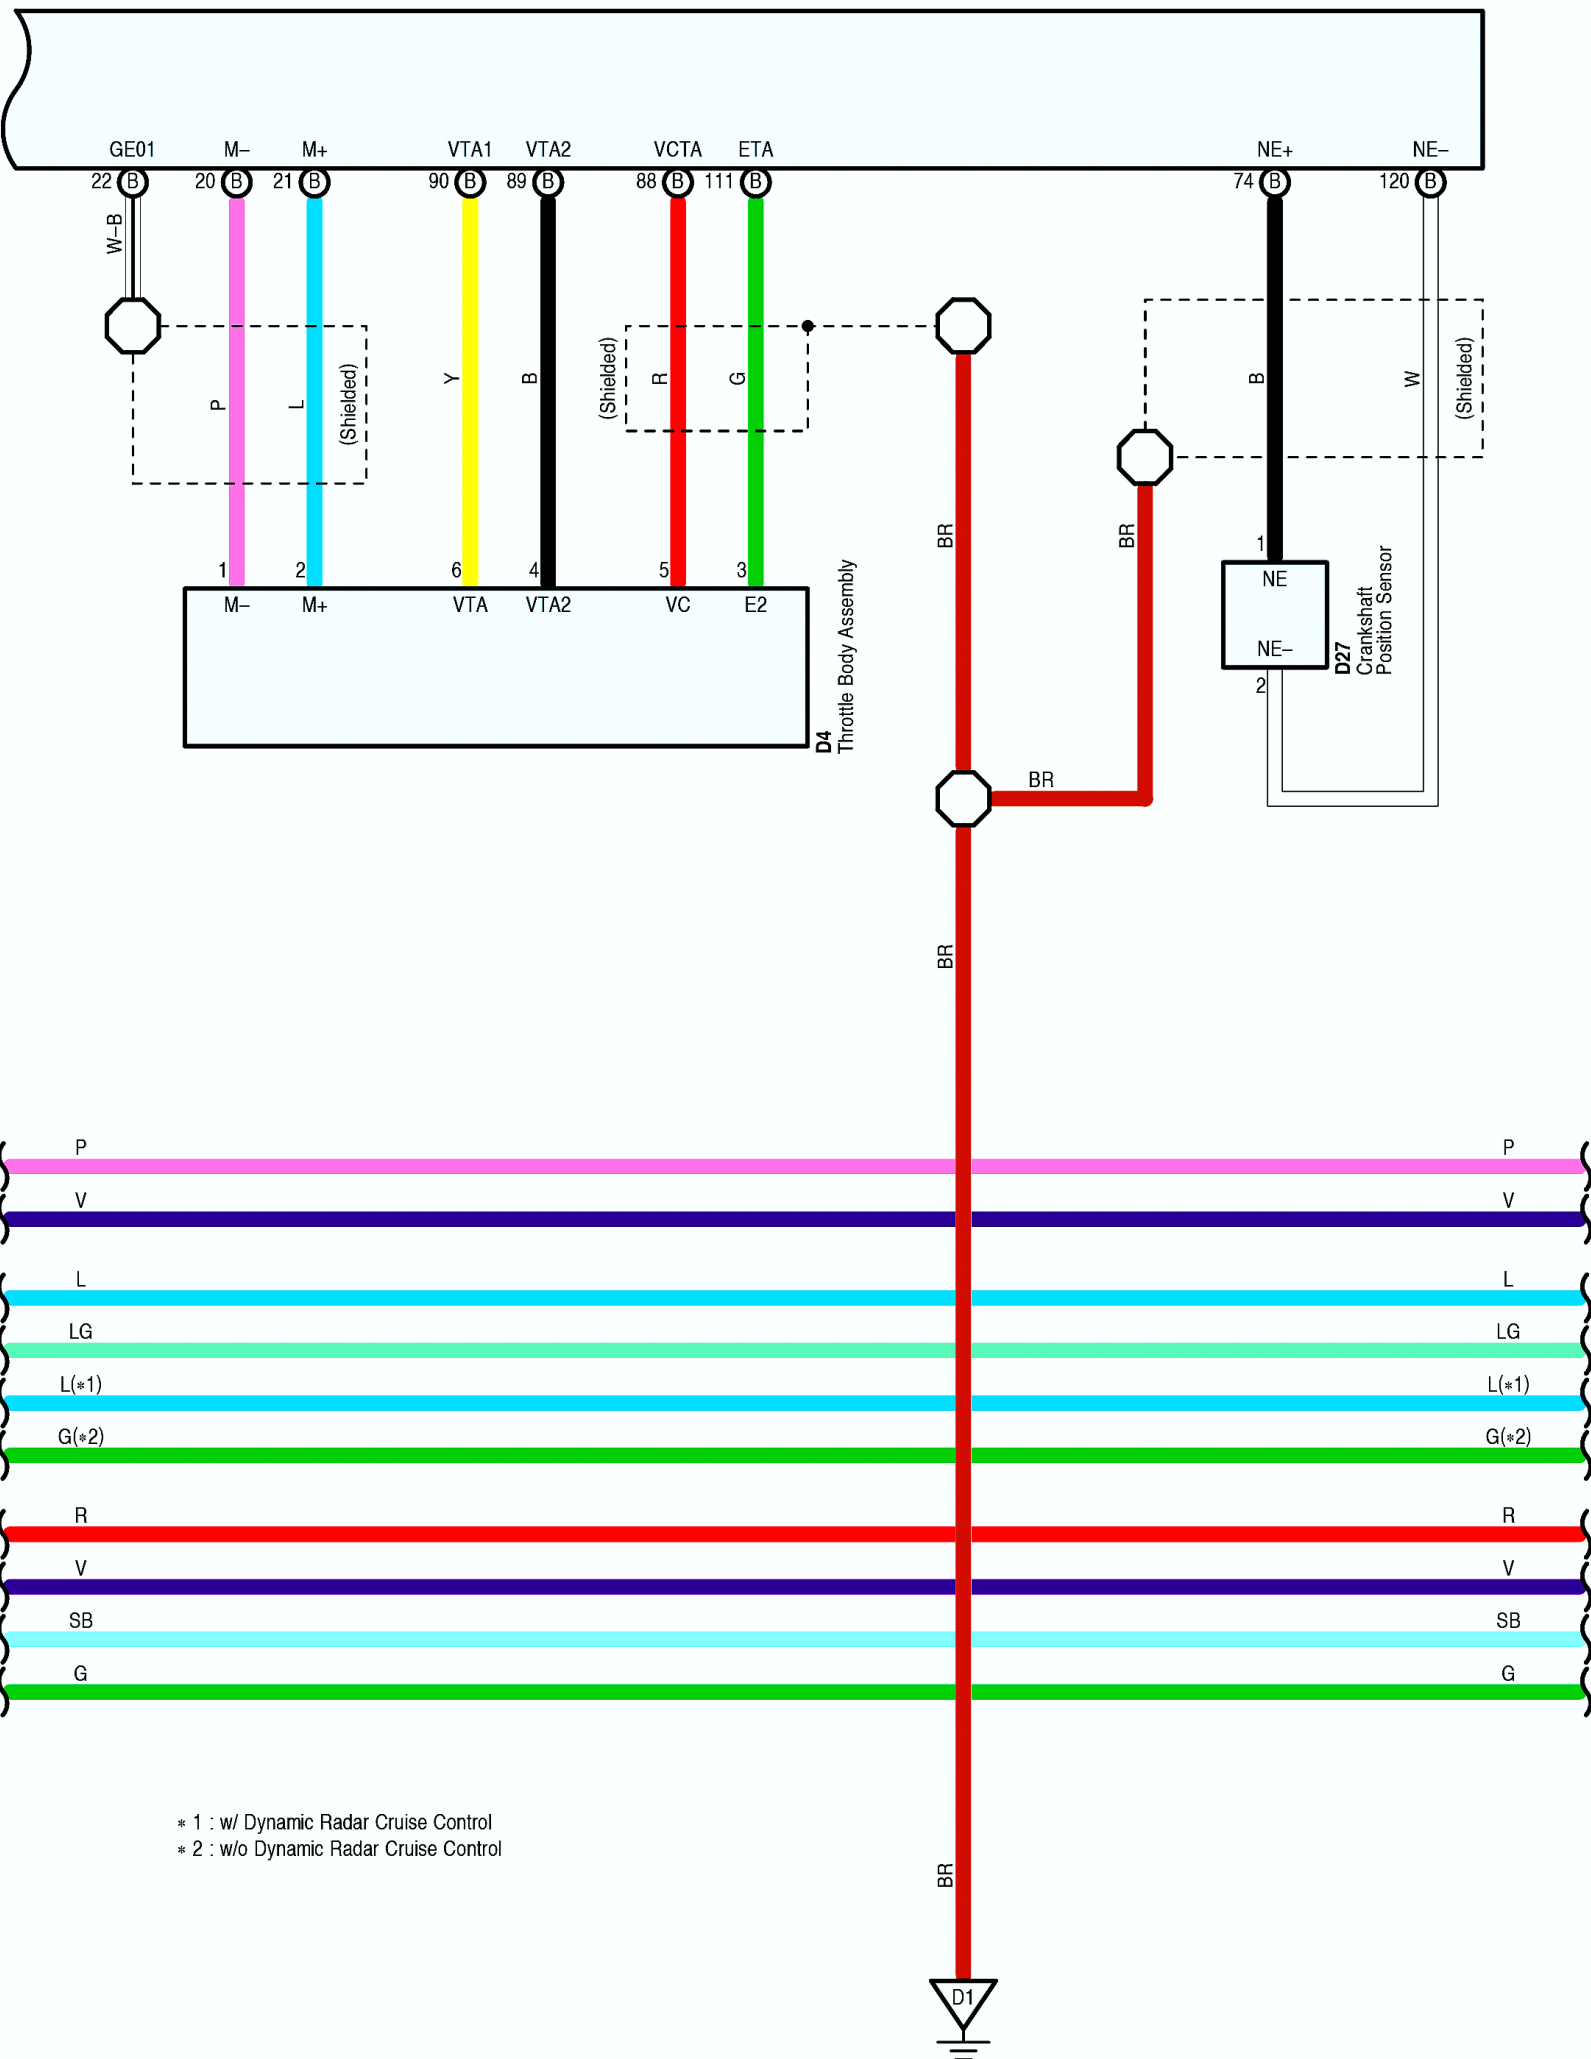 GE01 M– M+ VTA1 VTA2 VCTA ETA NE+ NE–
22 B 20 B 21 B 90 B 89 B 88 B 111 B 74 B 120 B
W–B
P L (Shielded) Y B (Shielded) R G B W (Shielded)
BR BR
1 2 6 4 5 3 1
M– M+ VTA VTA2 VC E2
NE
NE–
2
D4
Throttle Body Assembly
D27
Crankshaft
Position Sensor
BR
BR
P P
V V
L L
LG LG
L(∗1) L(∗1)
G(∗2) G(∗2)
R R
V V
SB SB
G G
∗ 1 : w/ Dynamic Radar Cruise Control
∗ 2 : w/o Dynamic Radar Cruise Control
BR
D1